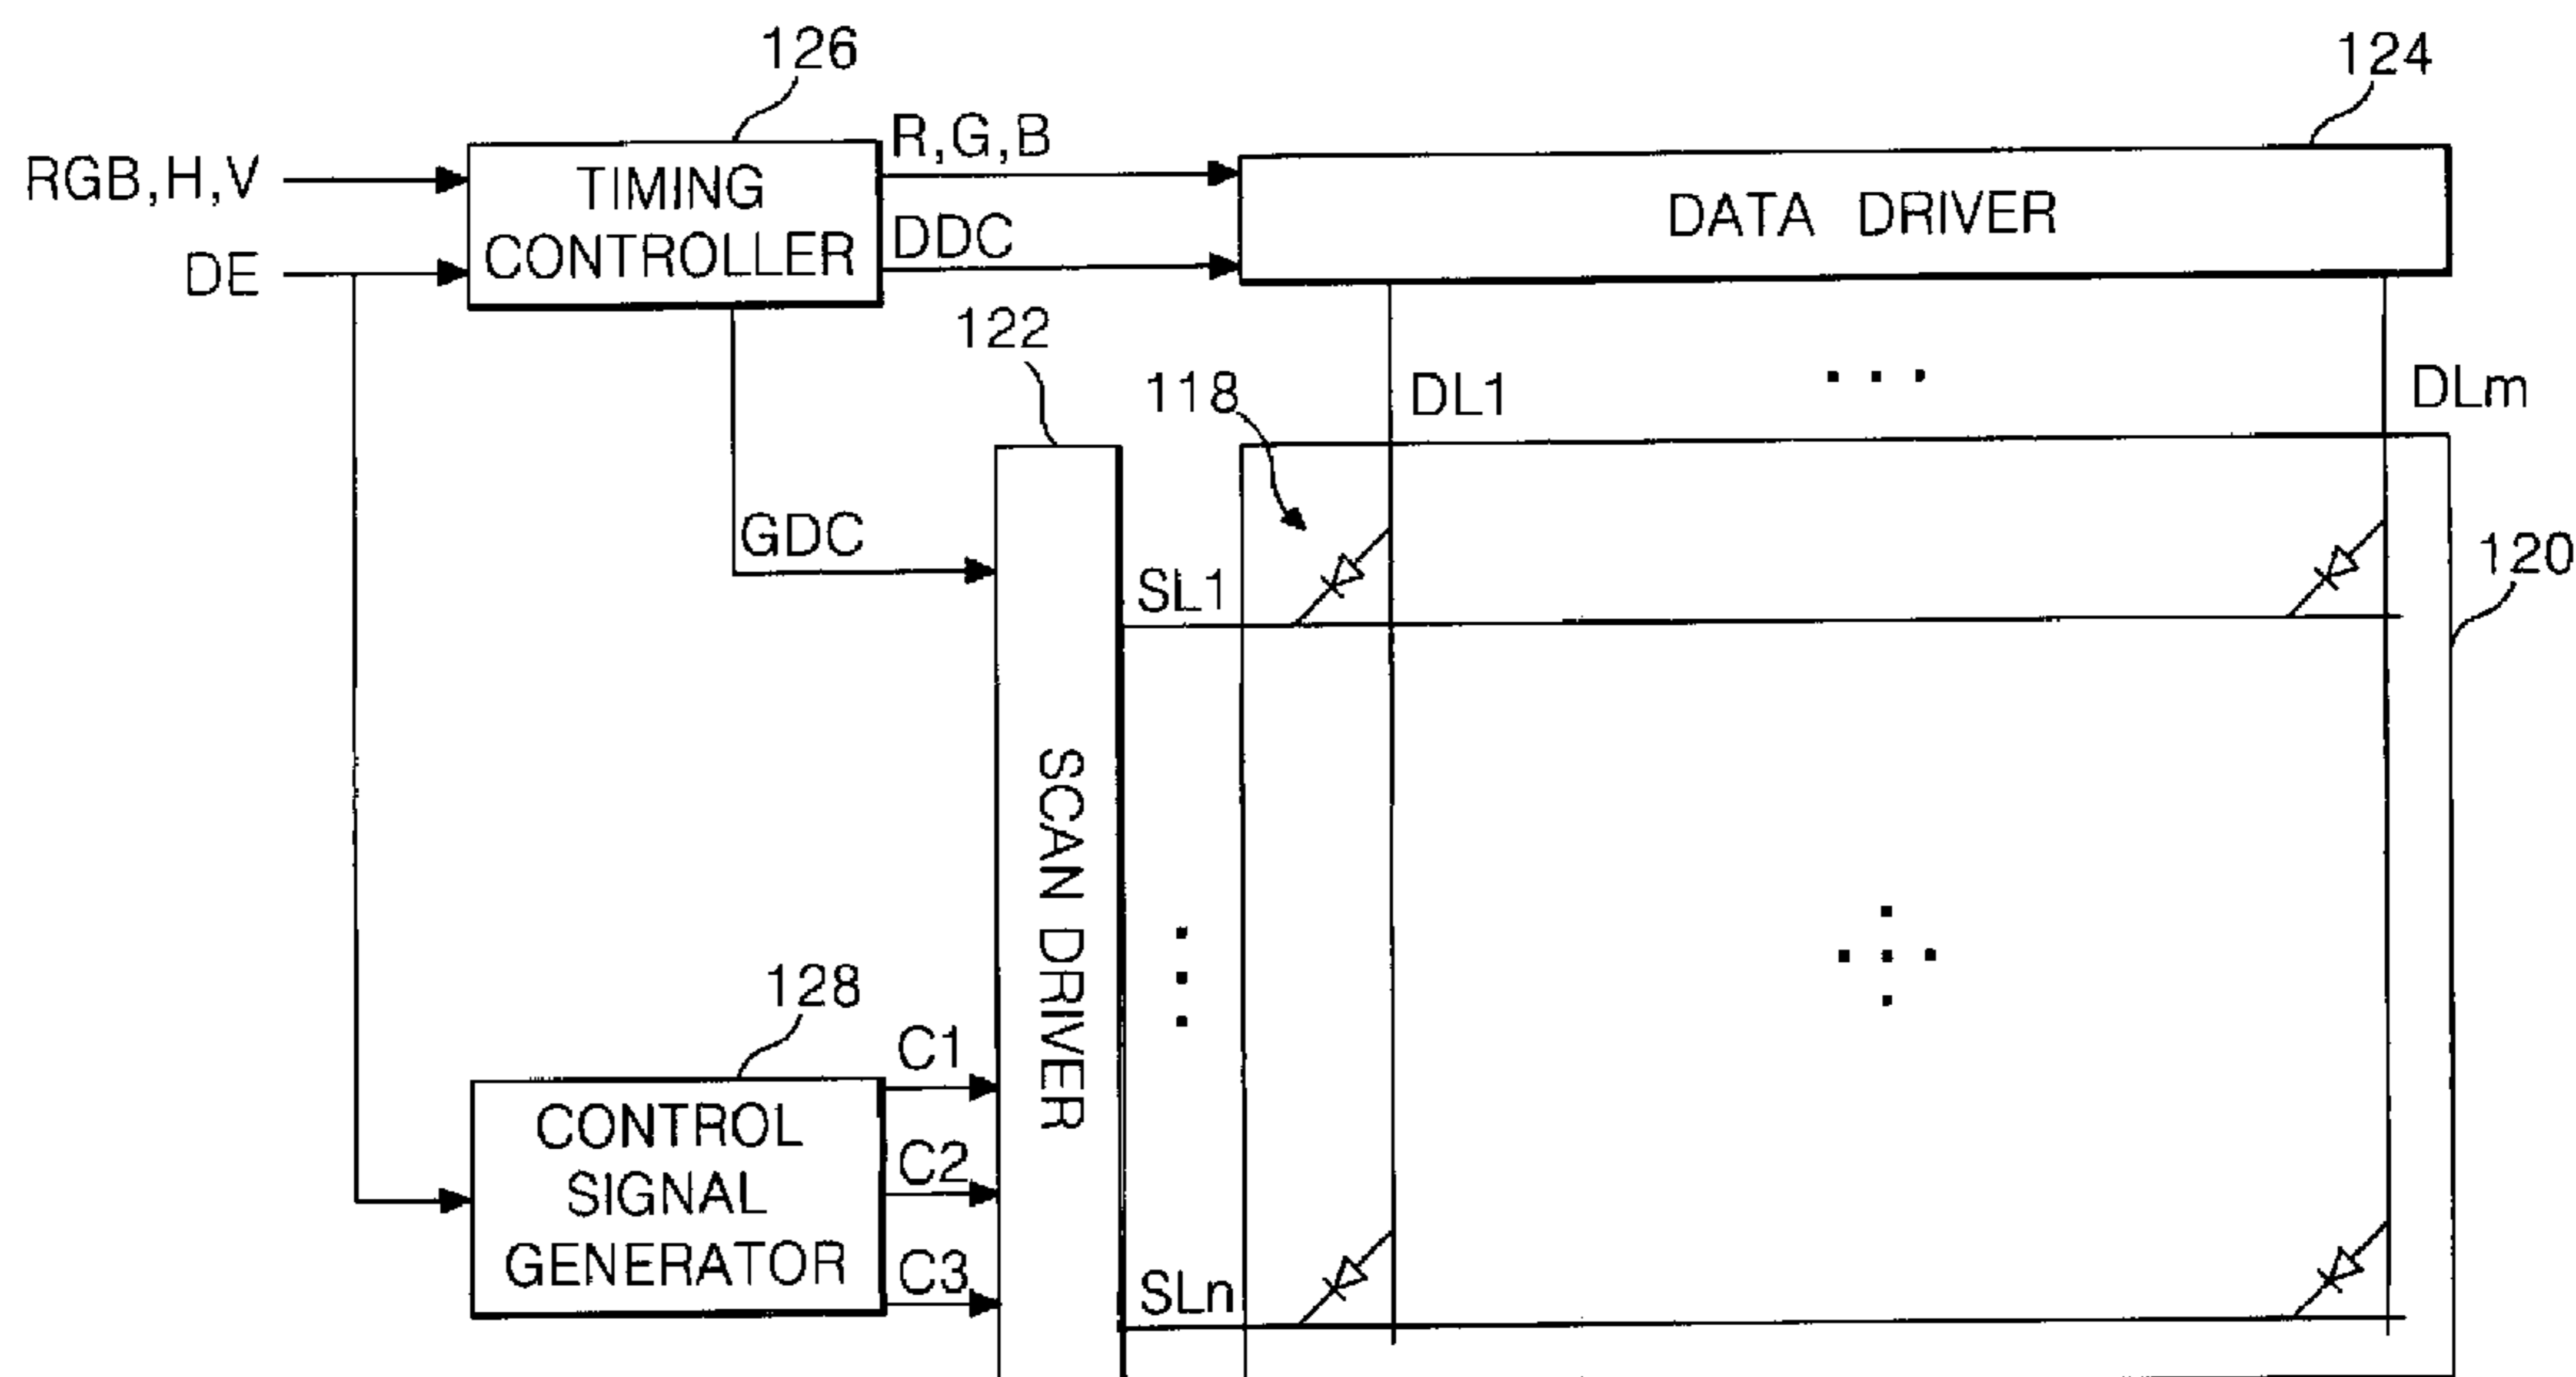 126
124
RGB,H,V
TIMING
CONTROLLER
R,G,B
DATA DRIVER
DE
DDC
122
118
DL1
DLm
GDC
SL1
120
SCAN DRIVER
128
C1
CONTROL
SIGNAL
GENERATOR
C2
C3
SLn